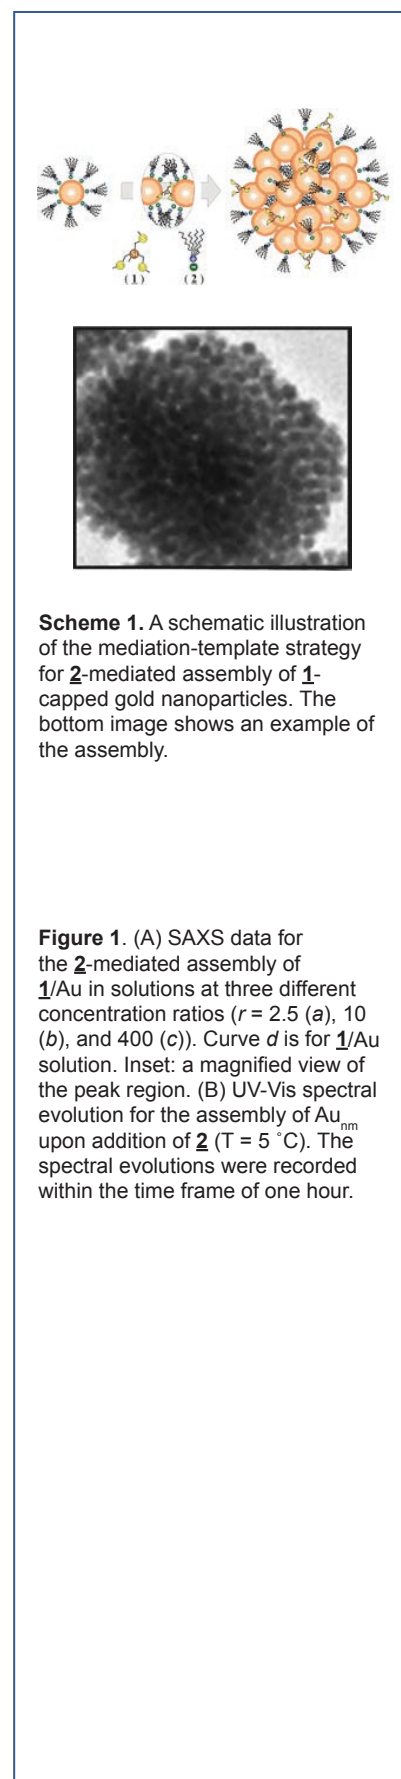 (1) (2)
Scheme 1. A schematic illustration
of the mediation-template strategy
for 2-mediated assembly of 1-
capped gold nanoparticles. The
bottom image shows an example of
the assembly.
Figure 1. (A) SAXS data for
the 2-mediated assembly of
1/Au in solutions at three different
concentration ratios (r = 2.5 (a), 10
(b), and 400 (c)). Curve d is for 1/Au
solution. Inset: a magnified view of
the peak region. (B) UV-Vis spectral
evolution for the assembly of Aunm
upon addition of 2 (T = 5 ˚C). The
spectral evolutions were recorded
within the time frame of one hour.